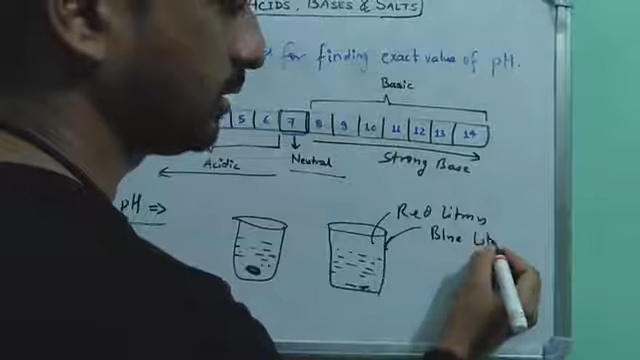 ACIDS, BASES & SALTS
for finding exact value of pH.
Basic
5 6 7 8 9 10 11 12 13 14
Acidic Neutral Strong Base
pH ⇒
Red Litmus
Blue Lit